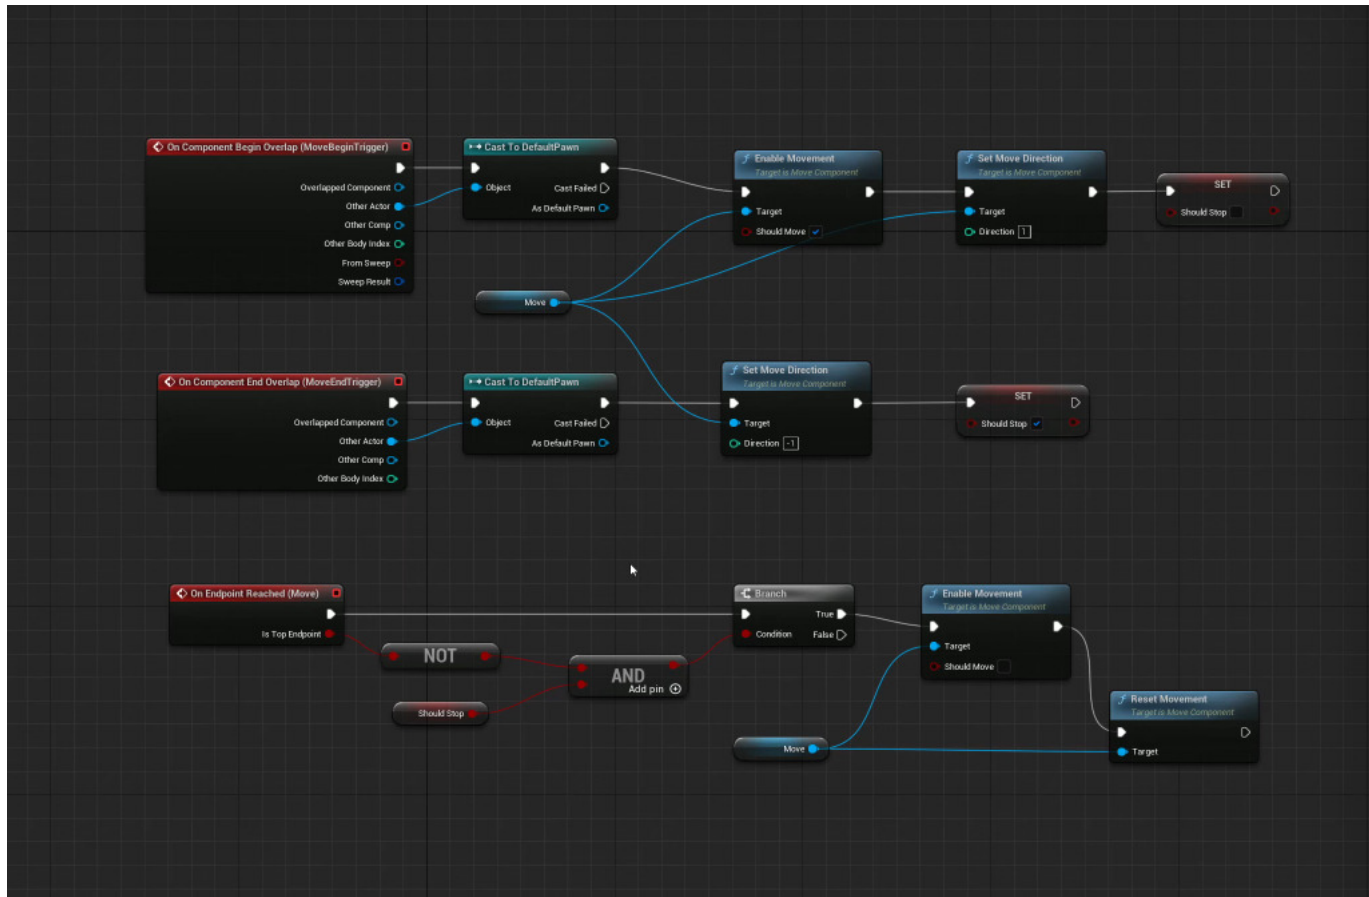 On Component Begin Overlap (MoveBeginTrigger)
Overlapped Component
Other Actor
Other Comp
Other Body Index
From Sweep
Sweep Result
Cast To DefaultPawn
Object
Cast Failed
As Default Pawn
Enable Movement
Target is Move Component
Target
Should Move
Set Move Direction
Target is Move Component
Target
Direction 1
SET
Should Stop
Move
On Component End Overlap (MoveEndTrigger)
Overlapped Component
Other Actor
Other Comp
Other Body Index
Cast To DefaultPawn
Object
Cast Failed
As Default Pawn
Set Move Direction
Target is Move Component
Target
Direction -1
SET
Should Stop
On Endpoint Reached (Move)
Is Top Endpoint
NOT
Should Stop
AND
Add pin
Branch
True
Condition
False
Enable Movement
Target is Move Component
Target
Should Move
Move
Reset Movement
Target is Move Component
Target